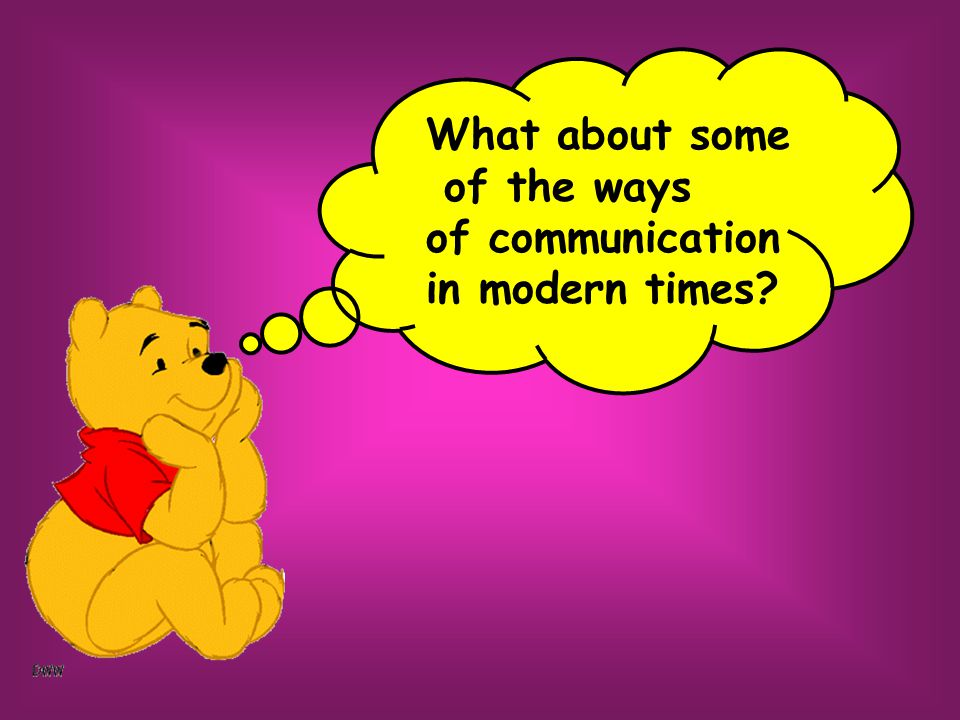 What about some
of the ways
of communication
in modern times?